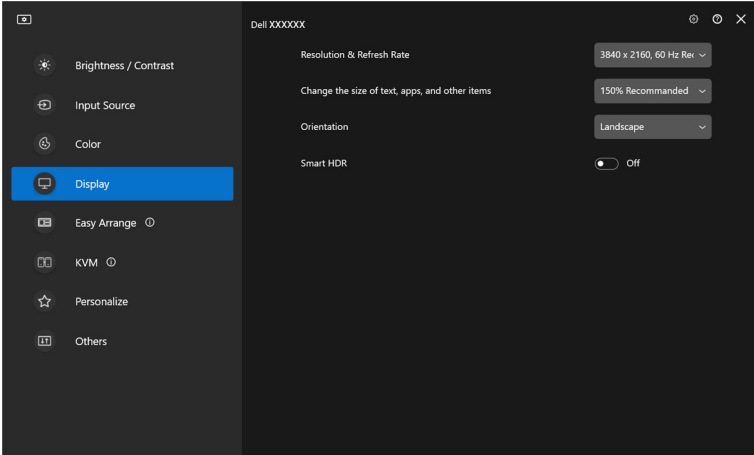 Dell XXXXXX
Brightness / Contrast
Input Source
Color
Display
Easy Arrange
KVM
Personalize
Others
Resolution & Refresh Rate
3840 x 2160, 60 Hz Rec
Change the size of text, apps, and other items
150% Recommanded
Orientation
Landscape
Smart HDR
Off